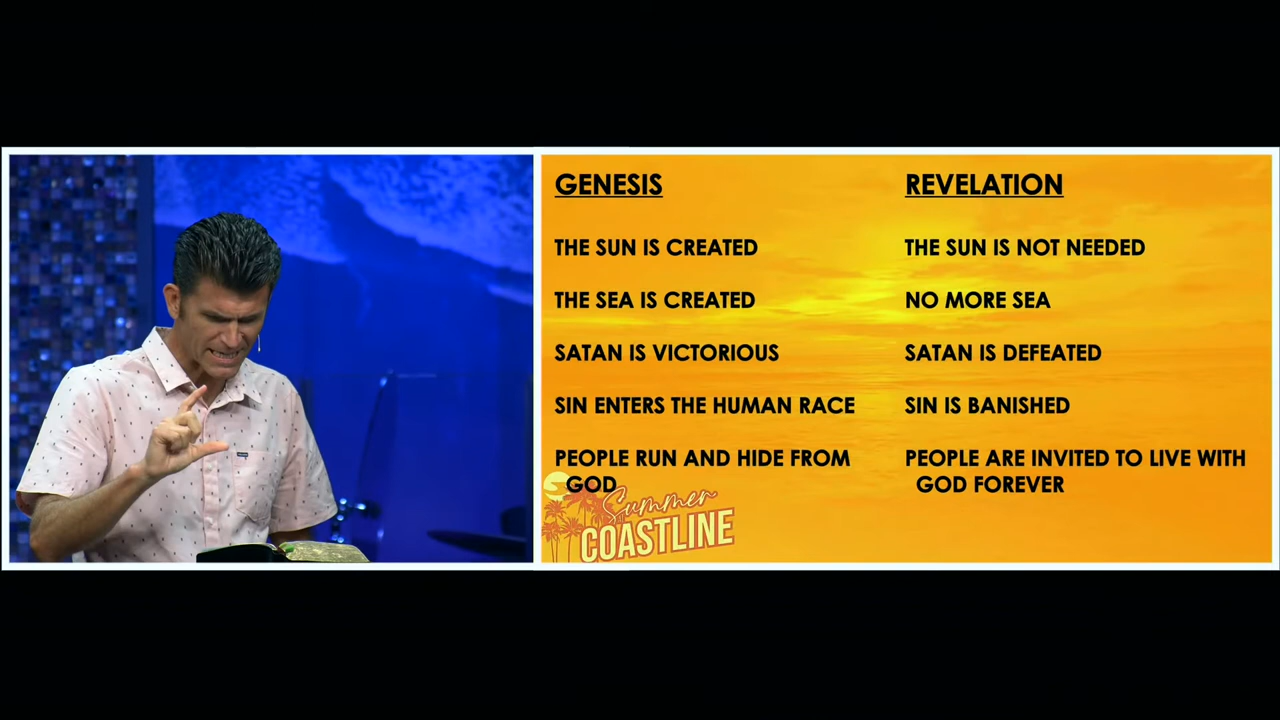 GENESIS
REVELATION
THE SUN IS CREATED
THE SUN IS NOT NEEDED
THE SEA IS CREATED
NO MORE SEA
SATAN IS VICTORIOUS
SATAN IS DEFEATED
SIN ENTERS THE HUMAN RACE
SIN IS BANISHED
PEOPLE RUN AND HIDE FROM
GOD
PEOPLE ARE INVITED TO LIVE WITH
GOD FOREVER
Summer
COASTLINE